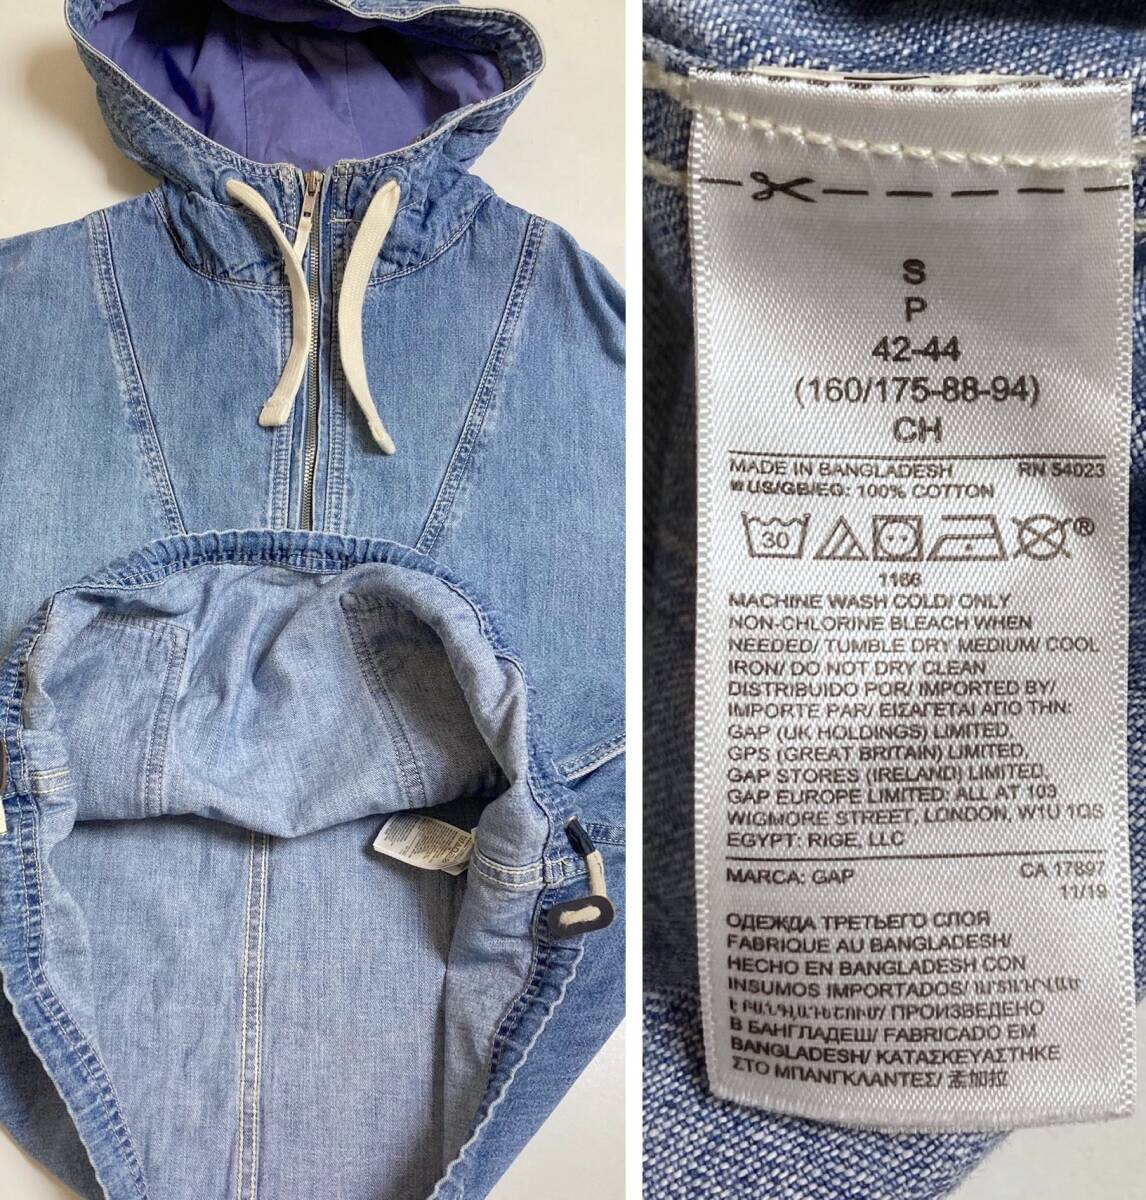 S
P
42-44
(160/175-88-94)
CH
MADE IN BANGLADESH RN 54023
US/GB/EG: 100% COTTON
30 ®
1166
MACHINE WASH COLD/ ONLY
NON-CHLORINE BLEACH WHEN
NEEDED/ TUMBLE DRY MEDIUM/ COOL
IRON/ DO NOT DRY CLEAN
DISTRIBUIDO POR/ IMPORTED BY/
IMPORTE PAR/ ΕΙΣΑΓΕΤΑΙ ΑΠΟ ΤΗΝ:
GAP (UK HOLDINGS) LIMITED,
GPS (GREAT BRITAIN) LIMITED,
GAP STORES (IRELAND) LIMITED,
GAP EUROPE LIMITED: ALL AT 103
WIGMORE STREET, LONDON, W1U 1QS
EGYPT: RIGE, LLC
MARCA: GAP CA 17897
11/19
ОДЕЖДА ТРЕТЬЕГО СЛОЯ
FABRIQUE AU BANGLADESH/
HECHO EN BANGLADESH CON
INSUMOS IMPORTADOS/
ПРОИЗВЕДЕНО
В БАНГЛАДЕШ/ FABRICADO EM
BANGLADESH/ ΚΑΤΑΣΚΕΥΑΣΤΗΚΕ
ΣΤΟ ΜΠΑΝΓΚΛΑΝΤΕΣ/ 孟加拉